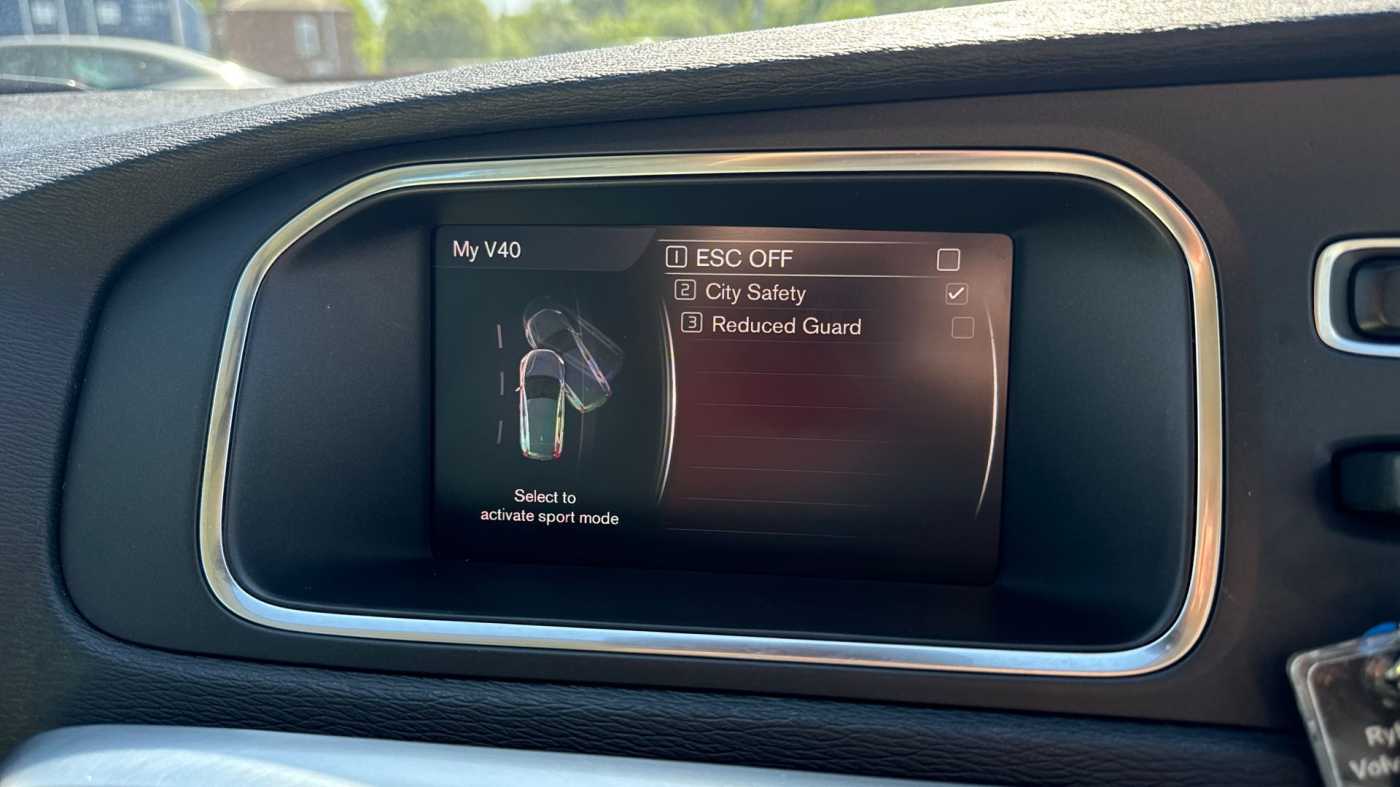 My V40
1 ESC OFF
2 City Safety
3 Reduced Guard
Select to
activate sport mode